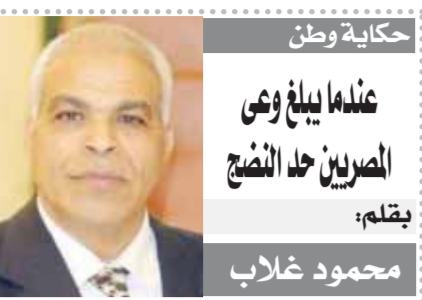 حكاية وطن
عندما يبلغ وعى
المصريين حد النضج
بقلم:
محمود غلاب